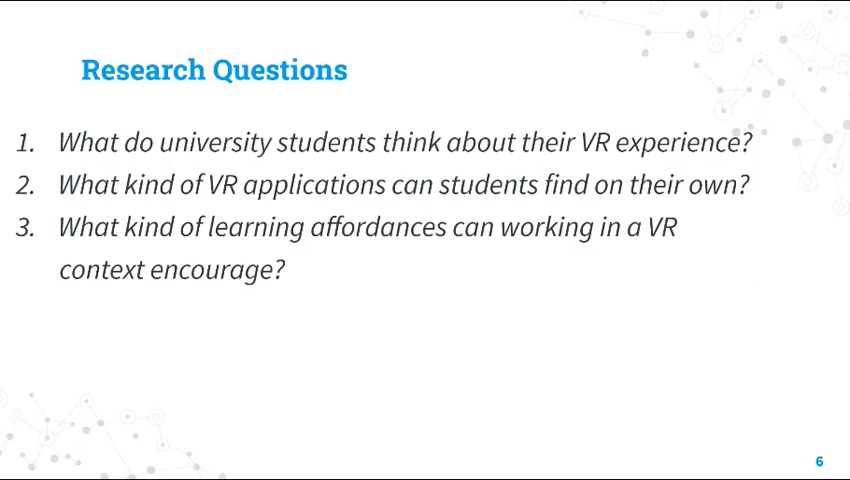 Research Questions
1. What do university students think about their VR experience?
2. What kind of VR applications can students find on their own?
3. What kind of learning affordances can working in a VR
context encourage?
6